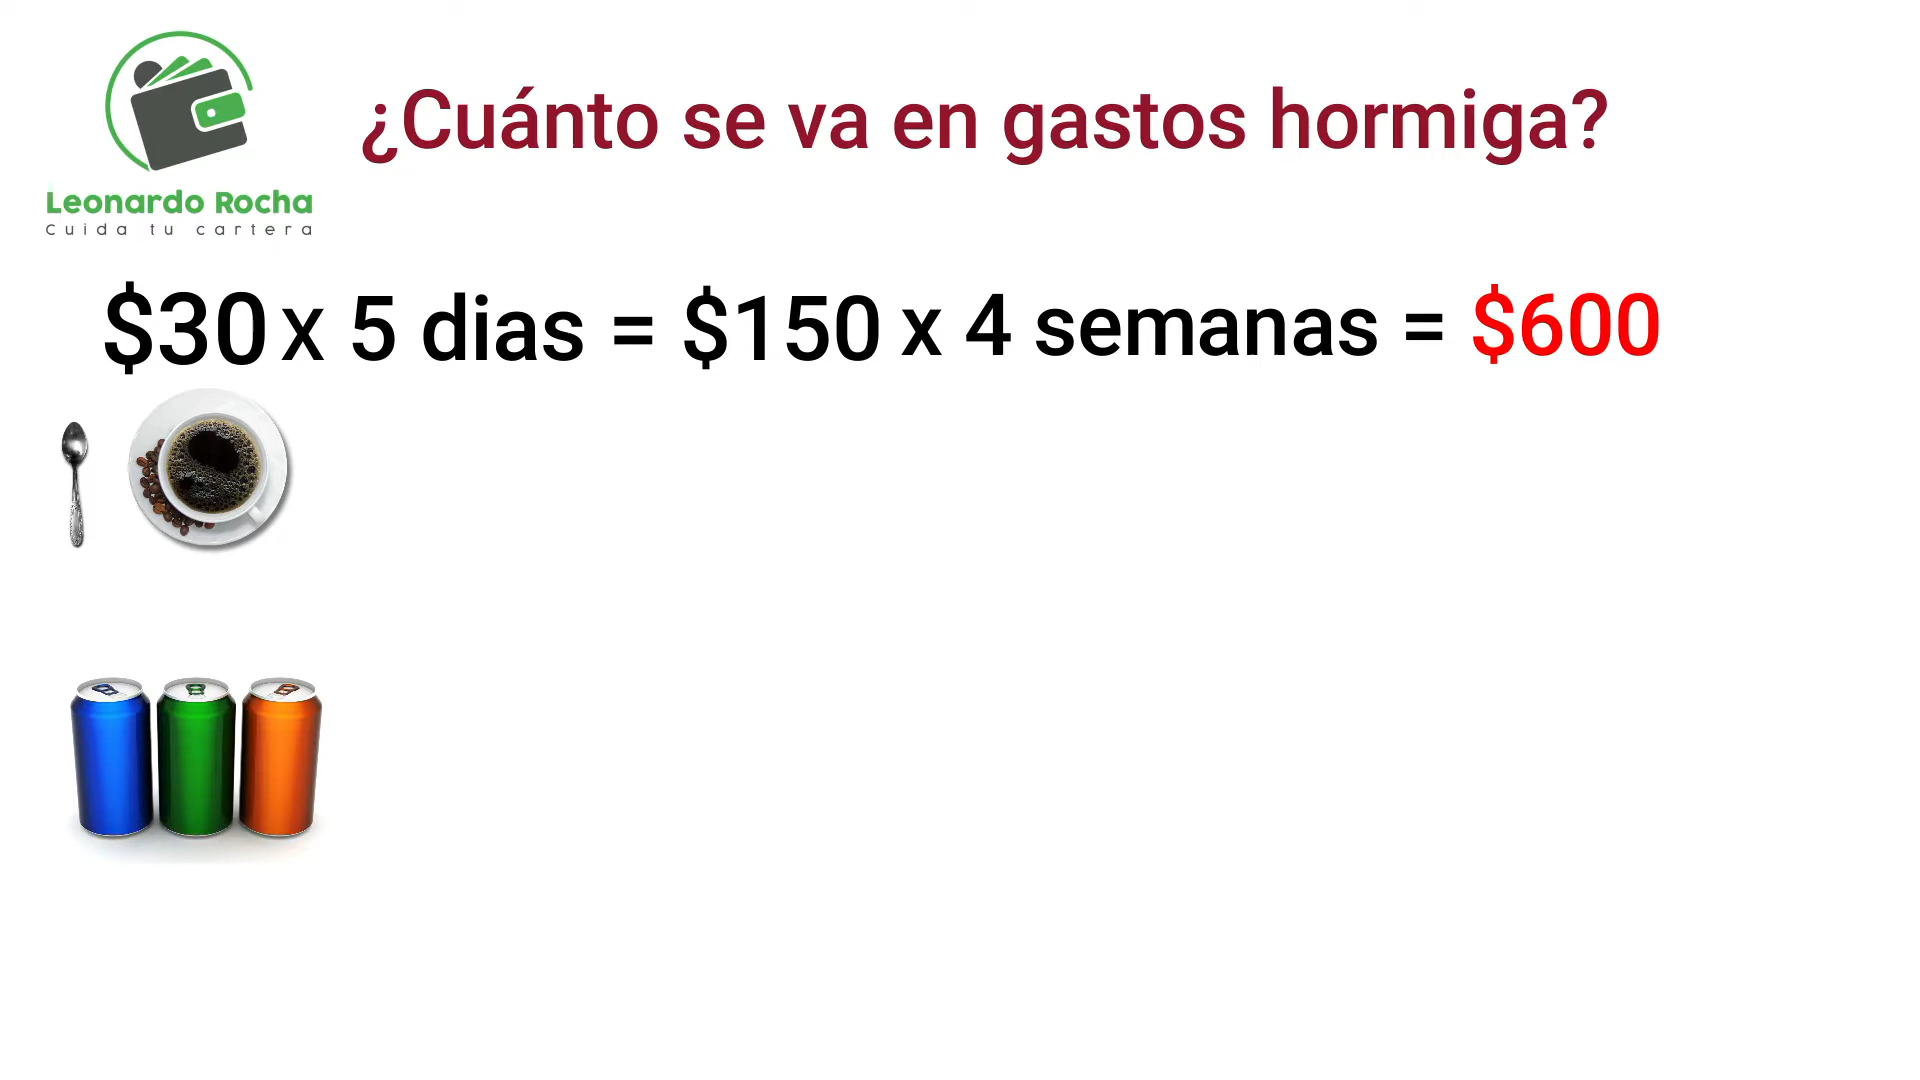 ¿Cuánto se va en gastos hormiga?
Leonardo Rocha
Cuida tu cartera
$30 x 5 dias = $150 x 4 semanas = $600